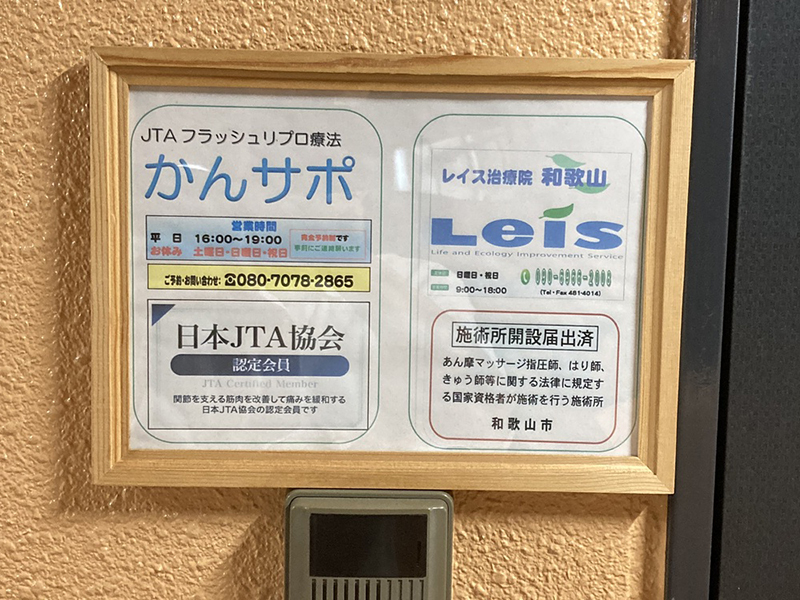 JTA フラッシュリプロ療法
かんサポ
営業時間
平 日 16:00～19:00
お休み 土曜日・日曜日・祝日
完全予約制です
事前にご連絡願います
ご予約・お問い合わせ：☎080-7078-2865
日本JTA協会
認定会員
JTA Certified Member
関節を支える筋肉を改善して痛みを緩和する
日本JTA協会の認定会員です
レイス治療院 和歌山
Leis
Life and Ecology Improvement Service
日曜日・祝日
9:00～18:00
(Tel・Fax 461-4014)
施術所開設届出済
あん摩マッサージ指圧師、はり師、
きゅう師等に関する法律に規定す
る国家資格者が施術を行う施術所
和歌山市